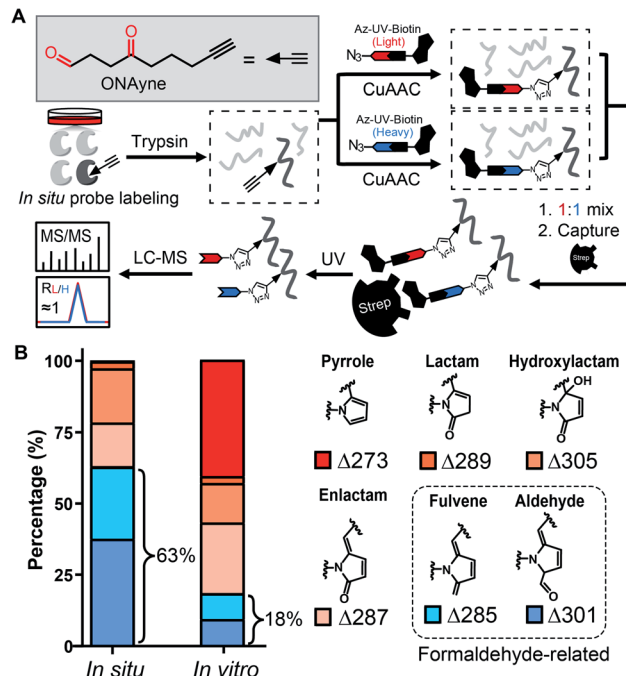 A
O
O
ONAyne
=
Az-UV-Biotin
(Light)
N3
CuAAC
Az-UV-Biotin
(Heavy)
N3
CuAAC
N
N=N
N
N=N
Trypsin
In situ probe labeling
1. 1:1 mix
2. Capture
Strep
MS/MS
RL/H
≈1
LC-MS
N
N=N
N
N=N
UV
N
N=N
N
N=N
Strep
B
Percentage (%)
100
75
50
25
0
63%
18%
In situ
In vitro
Pyrrole
Lactam
Hydroxylactam
N
N
O
OH
N
O
Δ273
Δ289
Δ305
Enlactam
Fulvene
Aldehyde
N
O
N
N
O
Δ287
Δ285
Δ301
Formaldehyde-related